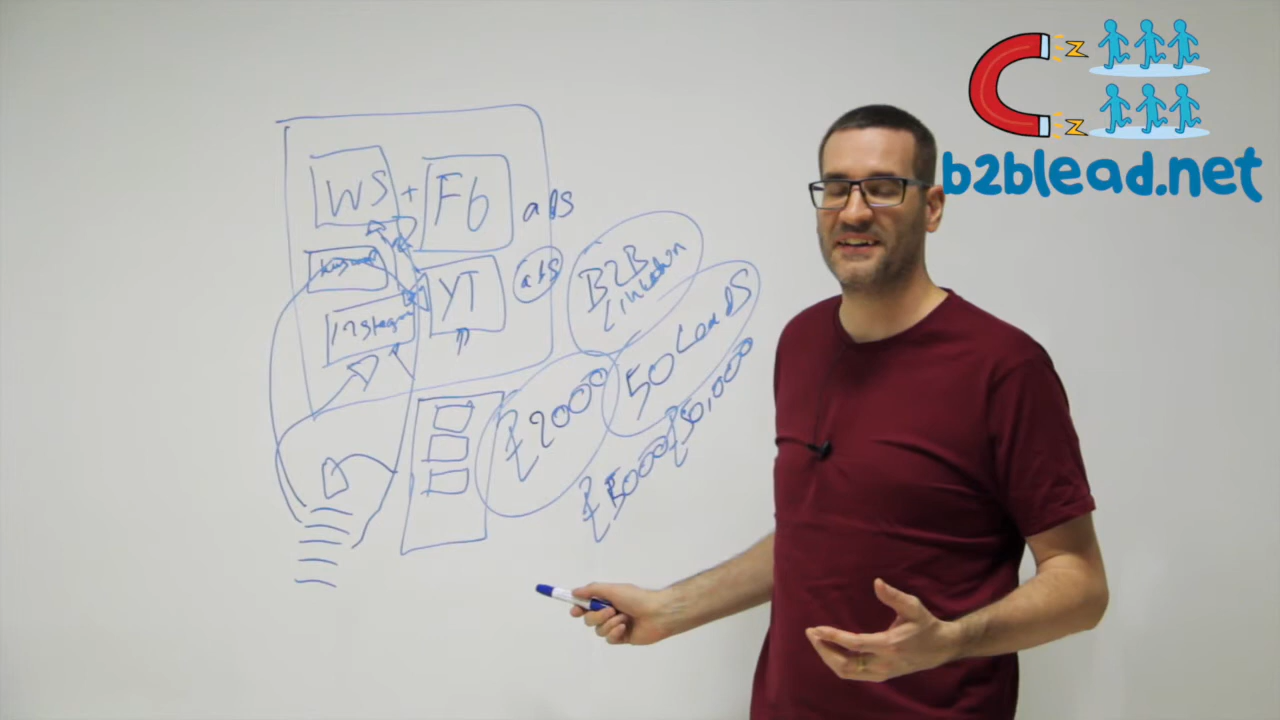 b2blead.net
WS + Fb ads
YT ads
Instagram
B2B
Linkedin
50 Leads
£2000
£5000 £50,000